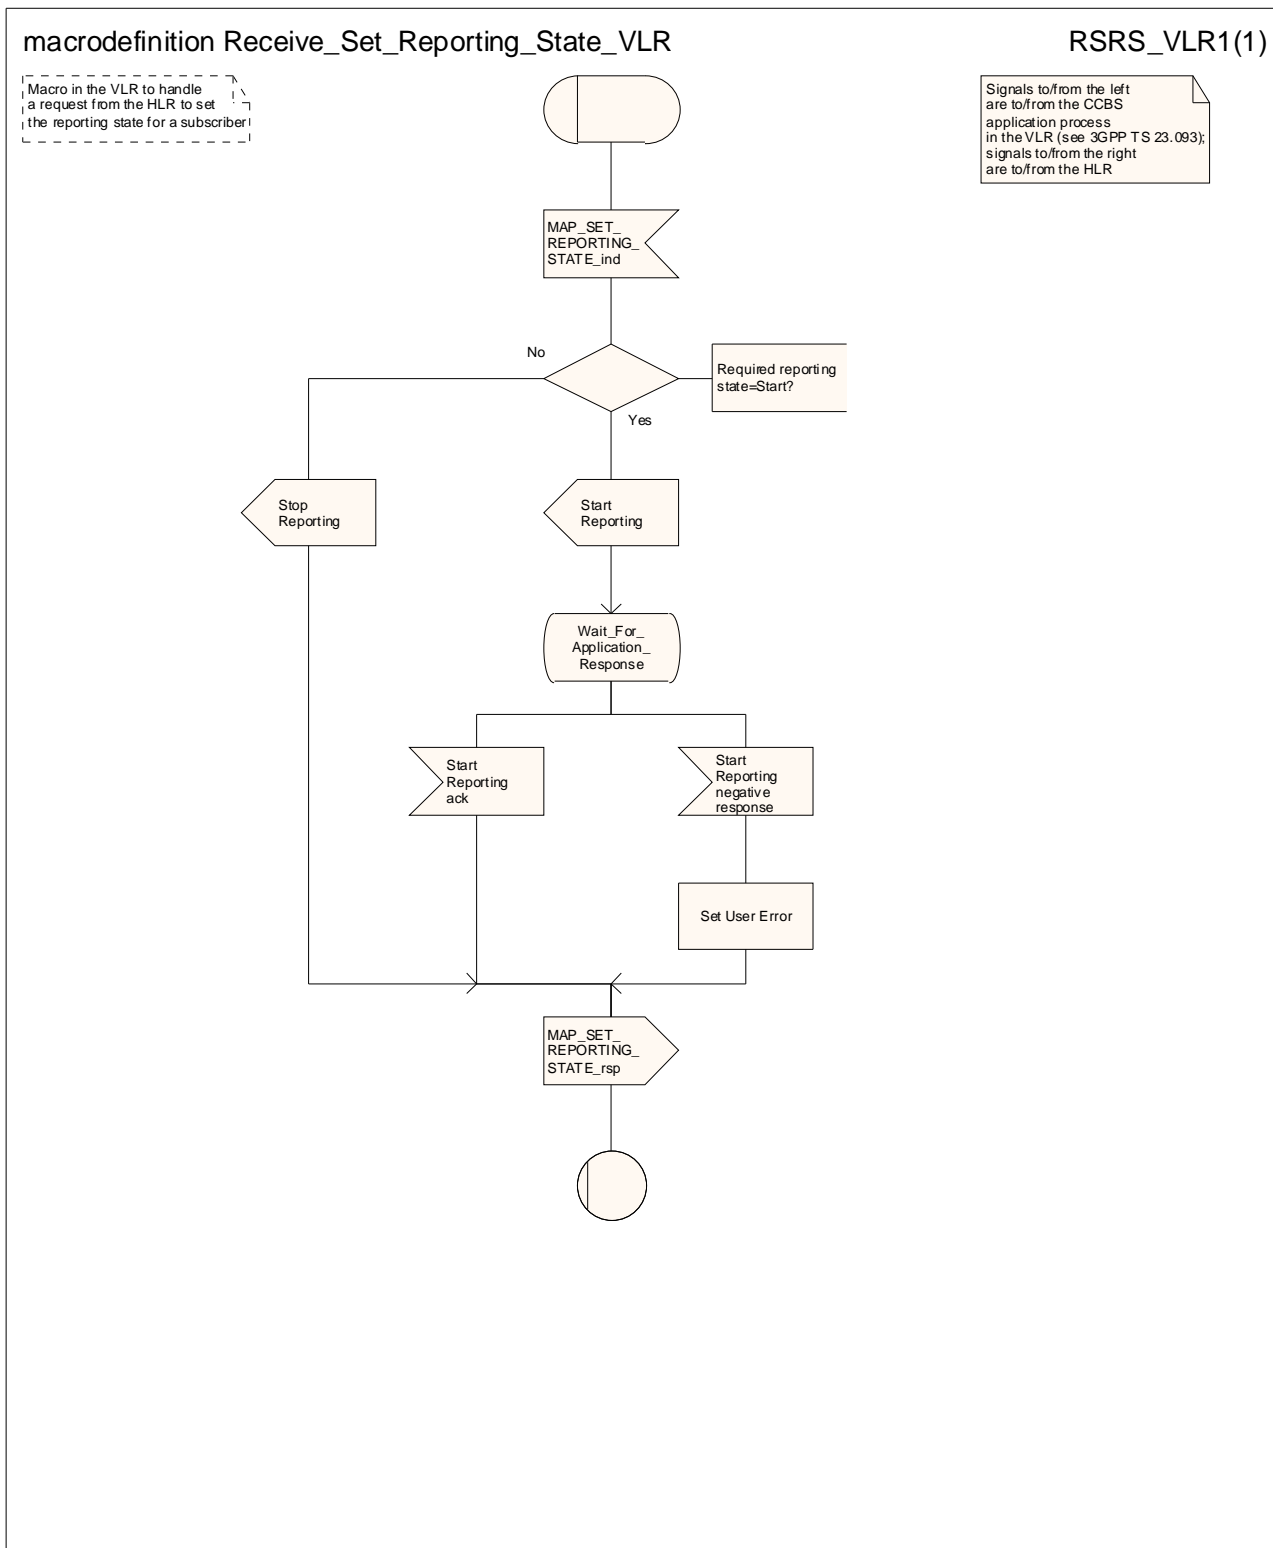 macrodefinition Receive_Set_Reporting_State_VLR
RSRS_VLR1(1)
Macro in the VLR to handle
a request from the HLR to set
the reporting state for a subscriber
Signals to/from the left
are to/from the CCBS
application process
in the VLR (see 3GPP TS 23.093);
signals to/from the right
are to/from the HLR
MAP_SET_
REPORTING_
STATE_ind
No
Required reporting
state=Start?
Yes
Stop
Reporting
Start
Reporting
Wait_For_
Application_
Response
Start
Reporting
ack
Start
Reporting
negative
response
Set User Error
MAP_SET_
REPORTING_
STATE_rsp